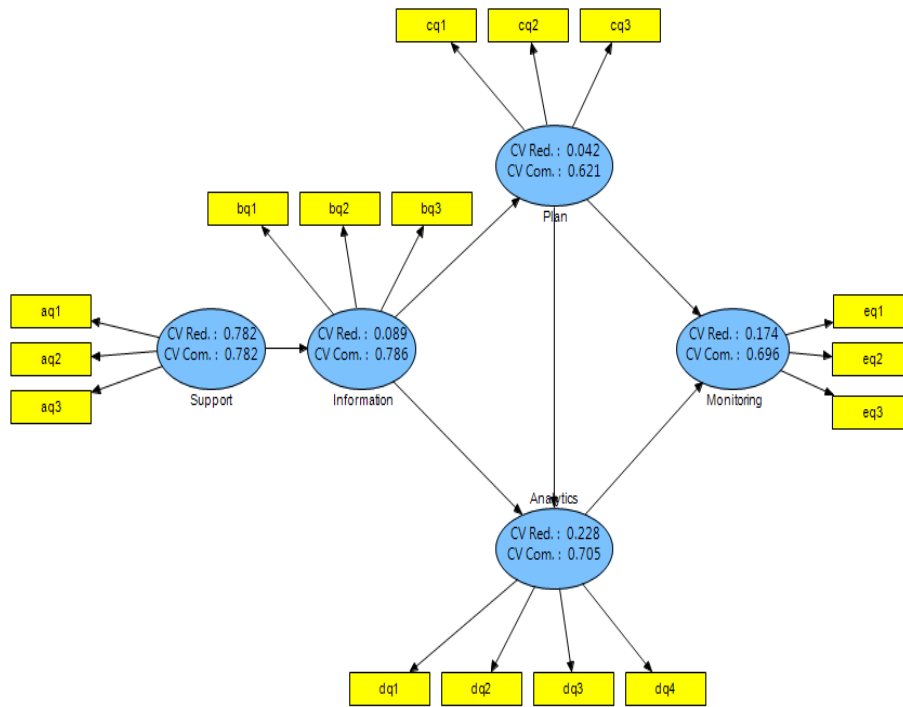 cq1
cq2
cq3
CV Red. : 0.042
CV Com. : 0.621
Plan
bq1
bq2
bq3
aq1
aq2
aq3
CV Red. : 0.782
CV Com. : 0.782
Support
CV Red. : 0.089
CV Com. : 0.786
Information
CV Red. : 0.174
CV Com. : 0.696
Monitoring
eq1
eq2
eq3
Analytics
CV Red. : 0.228
CV Com. : 0.705
dq1
dq2
dq3
dq4